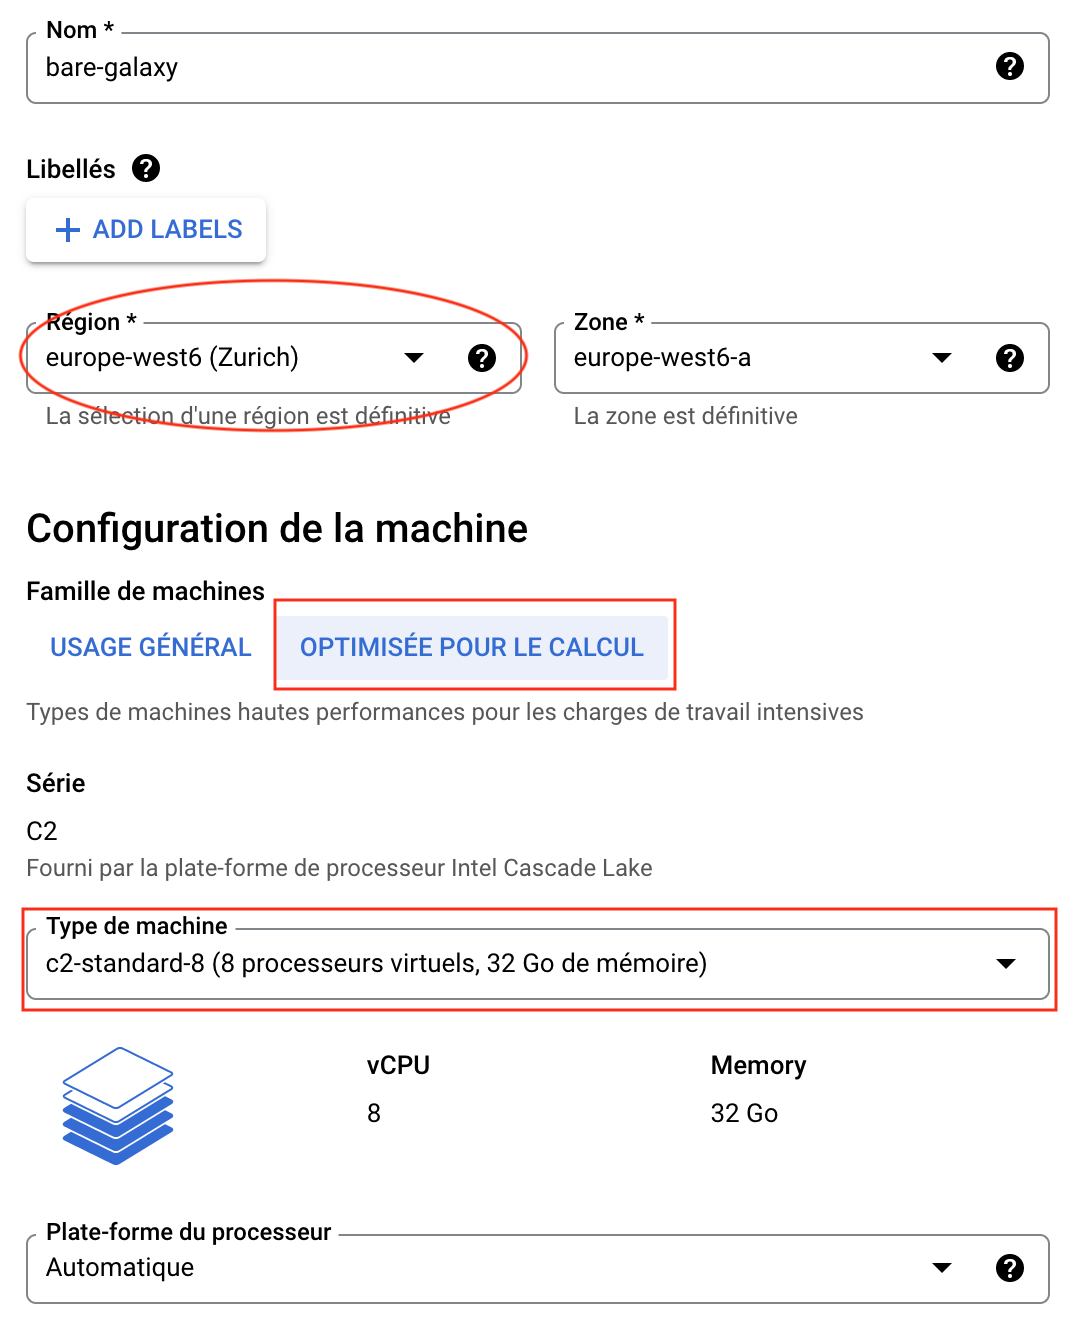 Nom *
bare-galaxy
Libellés
ADD LABELS
Région *
Zone *
europe-west6 (Zurich)
europe-west6-a
La sélection d'une région est définitive
La zone est définitive
Configuration de la machine
Famille de machines
USAGE GÉNÉRAL
OPTIMISÉE POUR LE CALCUL
Types de machines hautes performances pour les charges de travail intensives
Série
C2
Fourni par la plate-forme de processeur Intel Cascade Lake
Type de machine
c2-standard-8 (8 processeurs virtuels, 32 Go de mémoire)
vCPU
Memory
8
32 Go
Plate-forme du processeur
Automatique